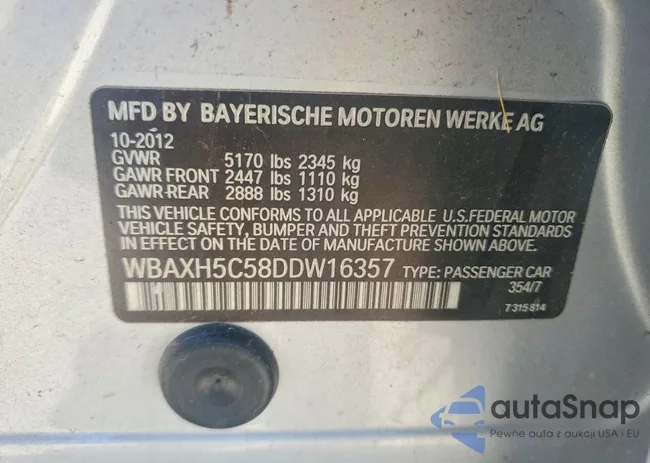 MFD BY BAYERISCHE MOTOREN WERKE AG
10-2012
GVWR 5170 lbs 2345 kg
GAWR FRONT 2447 lbs 1110 kg
GAWR-REAR 2888 lbs 1310 kg
THIS VEHICLE CONFORMS TO ALL APPLICABLE U.S.FEDERAL MOTOR
VEHICLE SAFETY, BUMPER AND THEFT PREVENTION STANDARDS
IN EFFECT ON THE DATE OF MANUFACTURE SHOWN ABOVE.
WBAXH5C58DDW16357 TYPE: PASSENGER CAR
354/7
7315814
autaSnap
Pewne auta z aukcji USA i EU